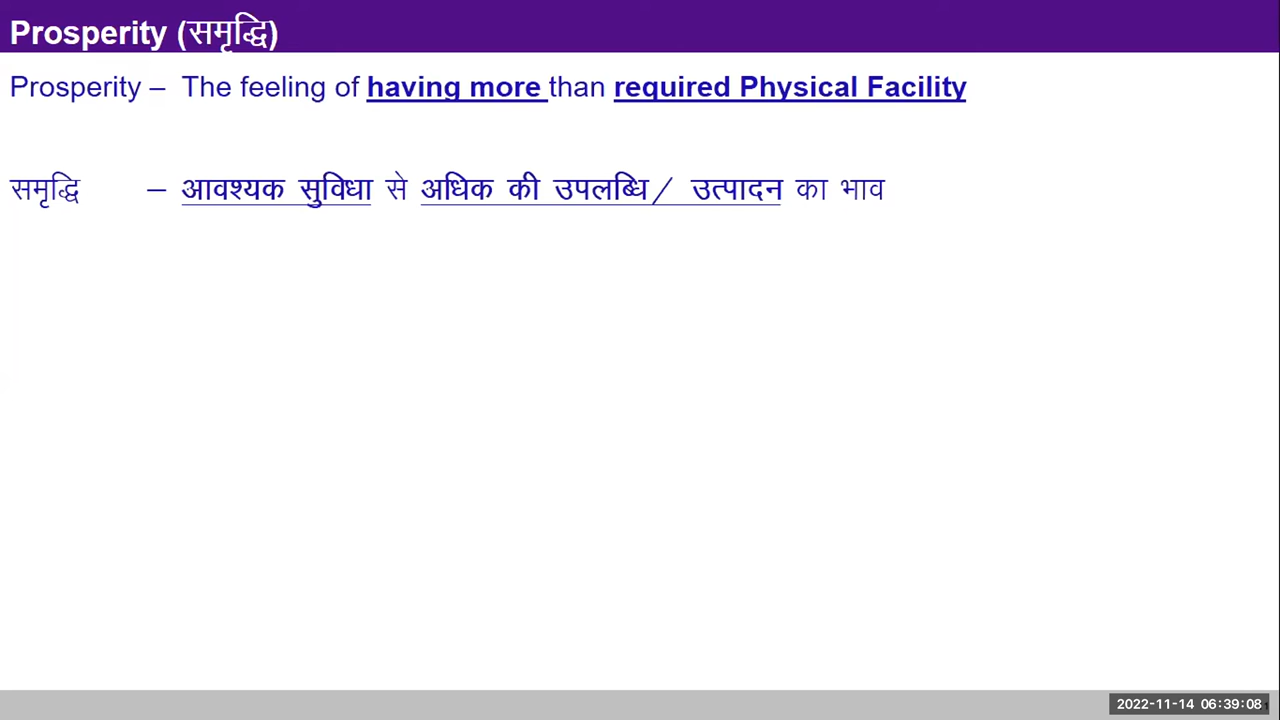 Prosperity (समृद्धि)
Prosperity – The feeling of having more than required Physical Facility
समृद्धि – आवश्यक सुविधा से अधिक की उपलब्धि/ उत्पादन का भाव
2022-11-14 06:39:08